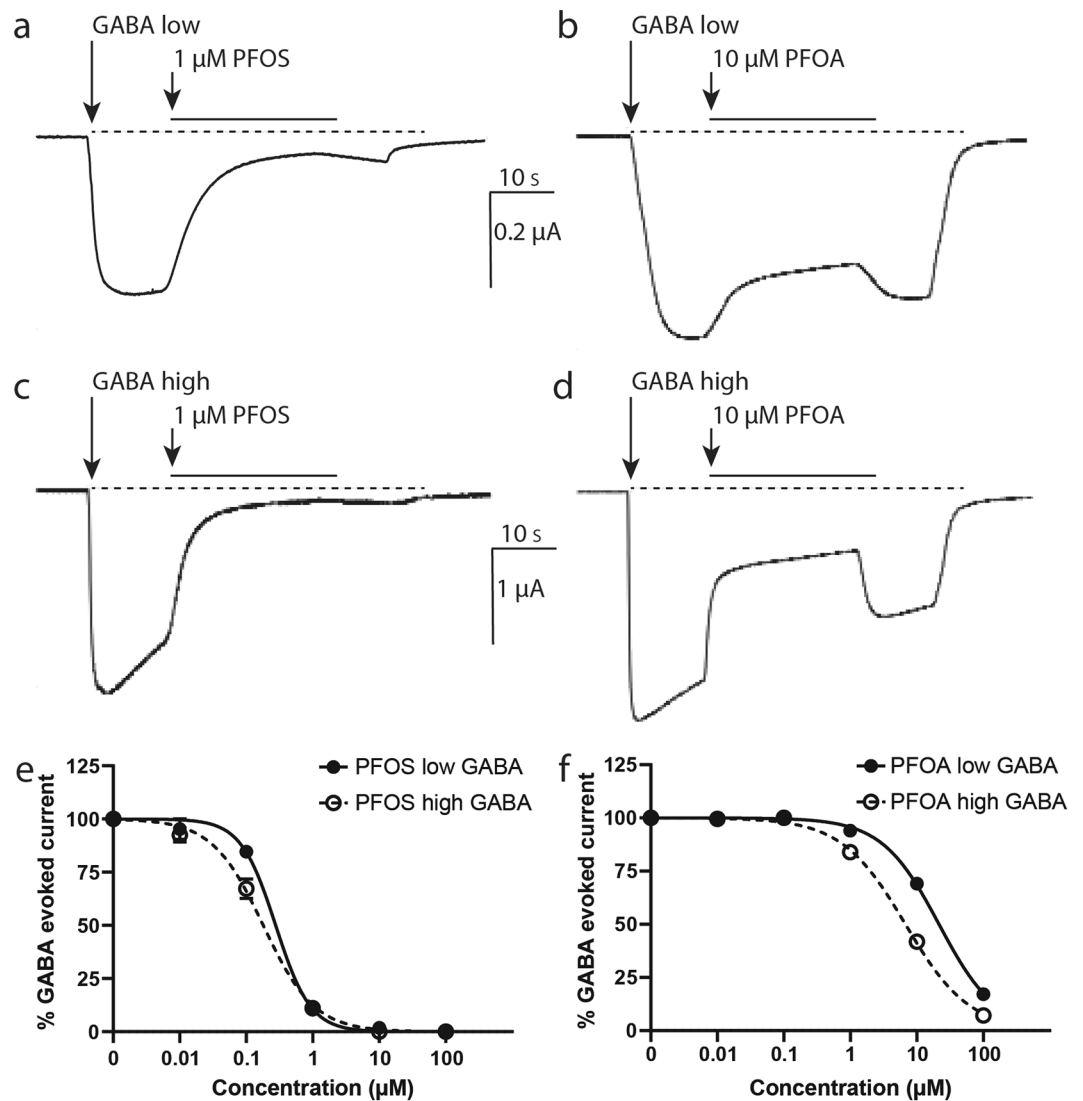 a
GABA low
1 µM PFOS
10 s
0.2 µA
b
GABA low
10 µM PFOA
c
GABA high
1 µM PFOS
10 s
1 µA
d
GABA high
10 µM PFOA
e
% GABA evoked current
125
100
75
50
25
0
PFOS low GABA
PFOS high GABA
0 0.01 0.1 1 10 100
Concentration (µM)
f
% GABA evoked current
125
100
75
50
25
0
PFOA low GABA
PFOA high GABA
0 0.01 0.1 1 10 100
Concentration (µM)